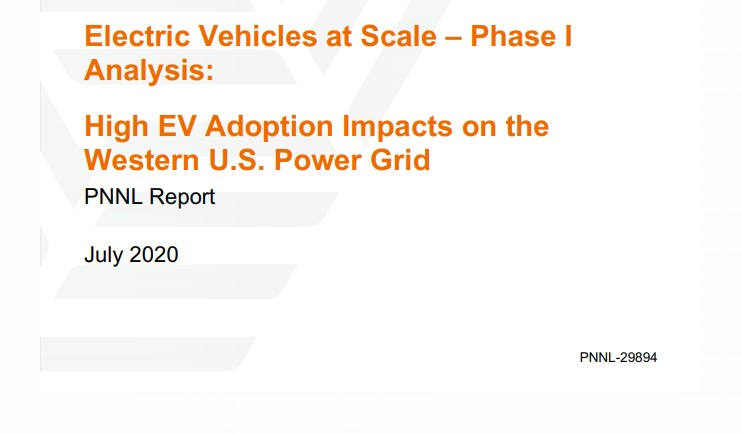 Electric Vehicles at Scale – Phase I
Analysis:
High EV Adoption Impacts on the
Western U.S. Power Grid
PNNL Report
July 2020
PNNL-29894